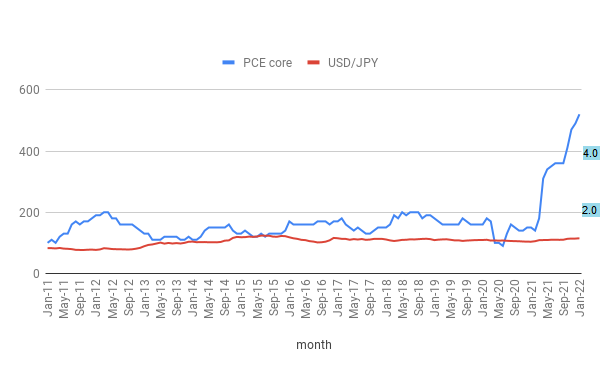 PCE core USD/JPY
600
400
4.0
200
2.0
0
Jan-11 May-11 Sep-11 Jan-12 May-12 Sep-12 Jan-13 May-13 Sep-13 Jan-14 May-14 Sep-14 Jan-15 May-15 Sep-15 Jan-16 May-16 Sep-16 Jan-17 May-17 Sep-17 Jan-18 May-18 Sep-18 Jan-19 May-19 Sep-19 Jan-20 May-20 Sep-20 Jan-21 May-21 Sep-21 Jan-22
month